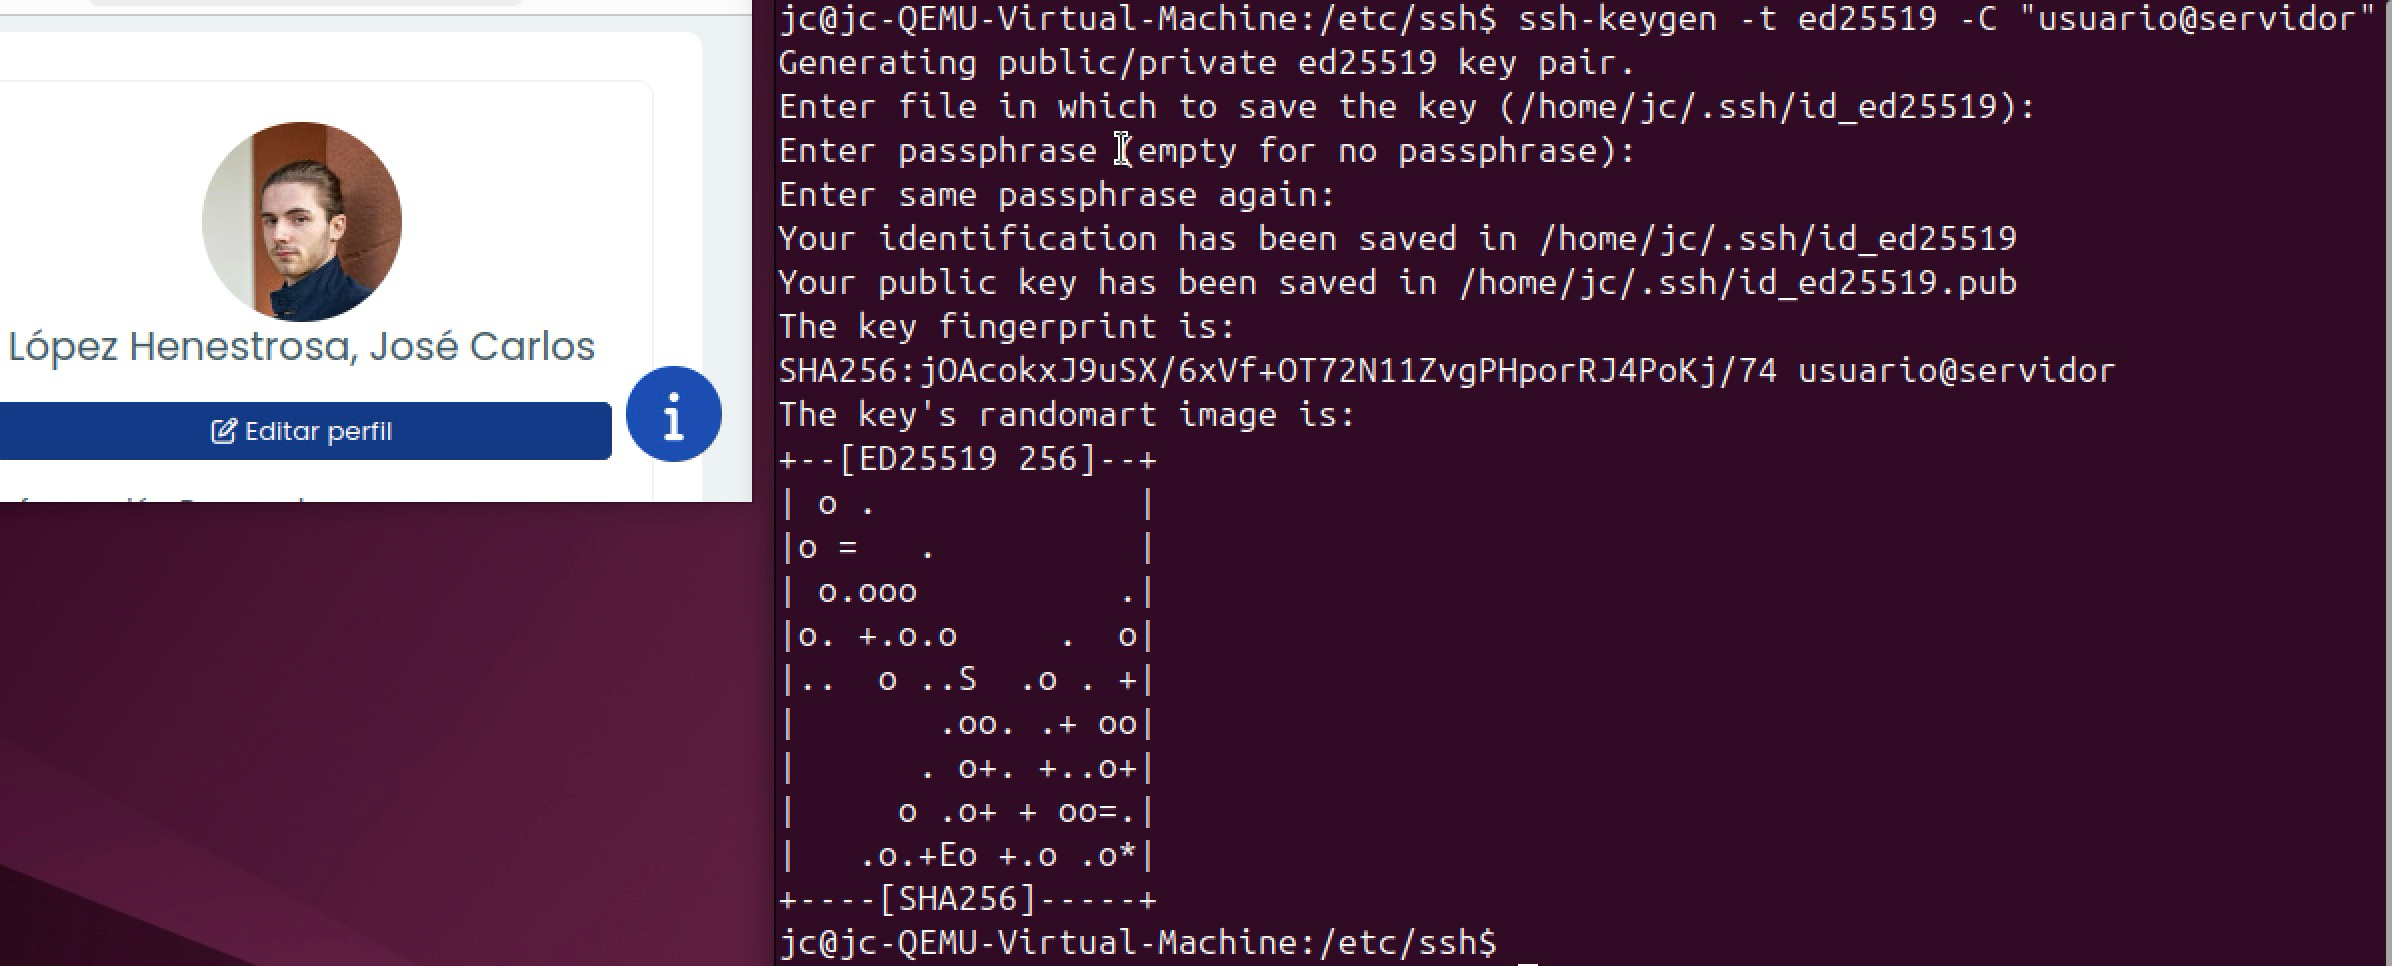 López Henestrosa, José Carlos
Editar perfil
jc@jc-QEMU-Virtual-Machine:/etc/ssh$ ssh-keygen -t ed25519 -C "usuario@servidor"
Generating public/private ed25519 key pair.
Enter file in which to save the key (/home/jc/.ssh/id_ed25519):
Enter passphrase (empty for no passphrase):
Enter same passphrase again:
Your identification has been saved in /home/jc/.ssh/id_ed25519
Your public key has been saved in /home/jc/.ssh/id_ed25519.pub
The key fingerprint is:
SHA256:jOAcokxJ9uSX/6xVf+OT72N11ZvgPHporRJ4PoKj/74 usuario@servidor
The key's randomart image is:
+--[ED25519 256]--+
| o .             |
|o =   .          |
| o.ooo          .|
|o. +.o.o     .  o|
|..  o ..S  .o . +|
|       .oo. .+ oo|
|      . o+. +..o+|
|     o .o+ + oo=.|
|   .o.+Eo +.o .o*|
+----[SHA256]-----+
jc@jc-QEMU-Virtual-Machine:/etc/ssh$